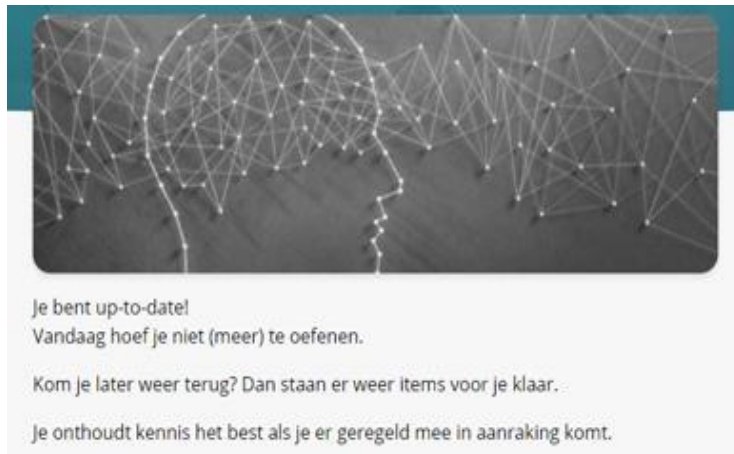 Je bent up-to-date!
Vandaag hoef je niet (meer) te oefenen.
Kom je later weer terug? Dan staan er weer items voor je klaar.
Je onthoudt kennis het best als je er geregeld mee in aanraking komt.